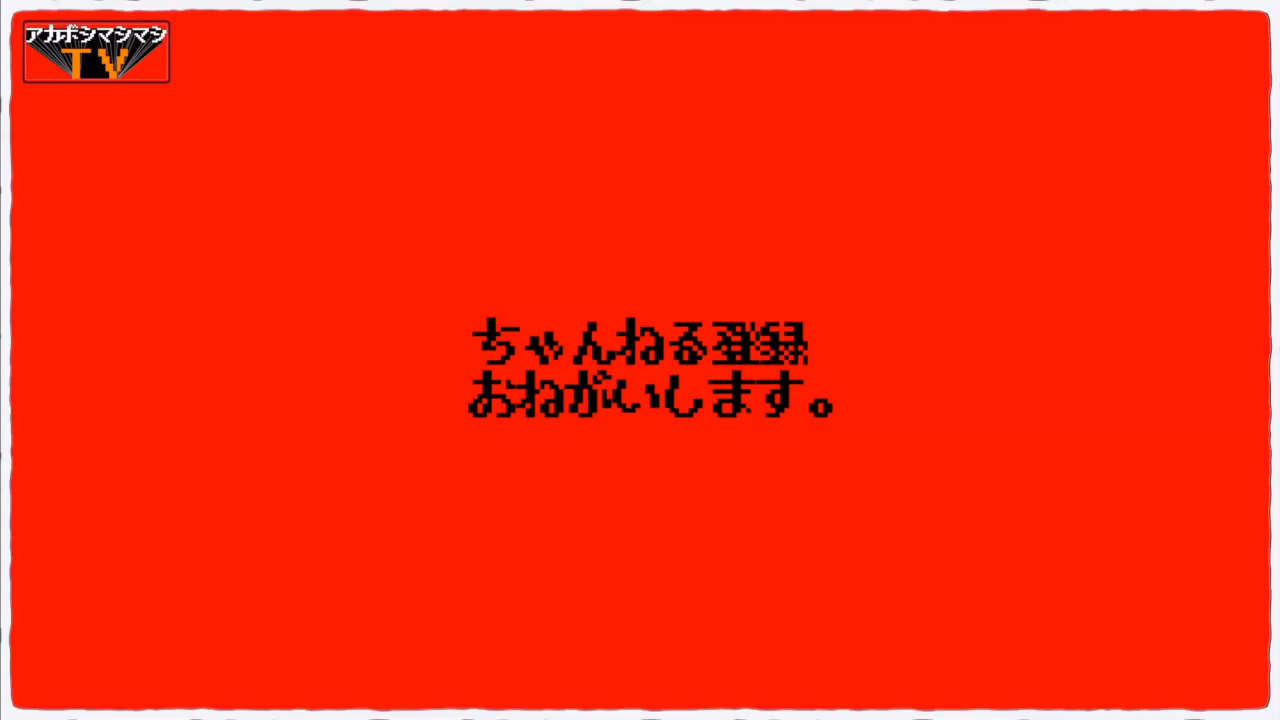 アカボシマシマシ
TV
ちゃんねる登録
おねがいします。